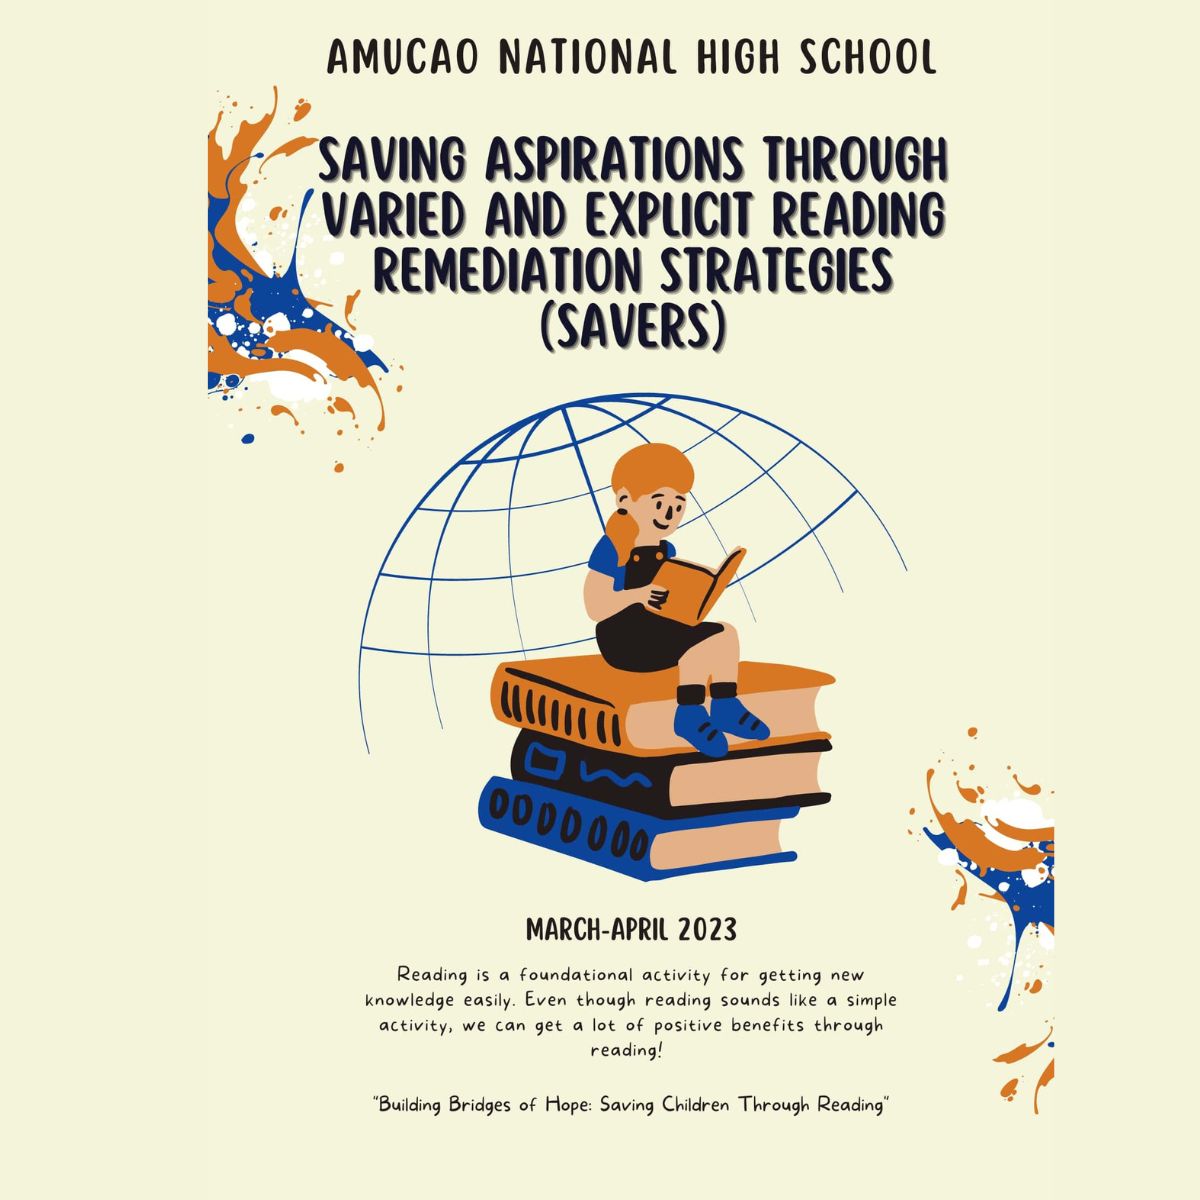 AMUCAO NATIONAL HIGH SCHOOL
SAVING ASPIRATIONS THROUGH
VARIED AND EXPLICIT READING
REMEDIATION STRATEGIES
(SAVERS)
MARCH-APRIL 2023
Reading is a foundational activity for getting new
knowledge easily. Even though reading sounds like a simple
activity, we can get a lot of positive benefits through
reading!
"Building Bridges of Hope: Saving Children Through Reading"